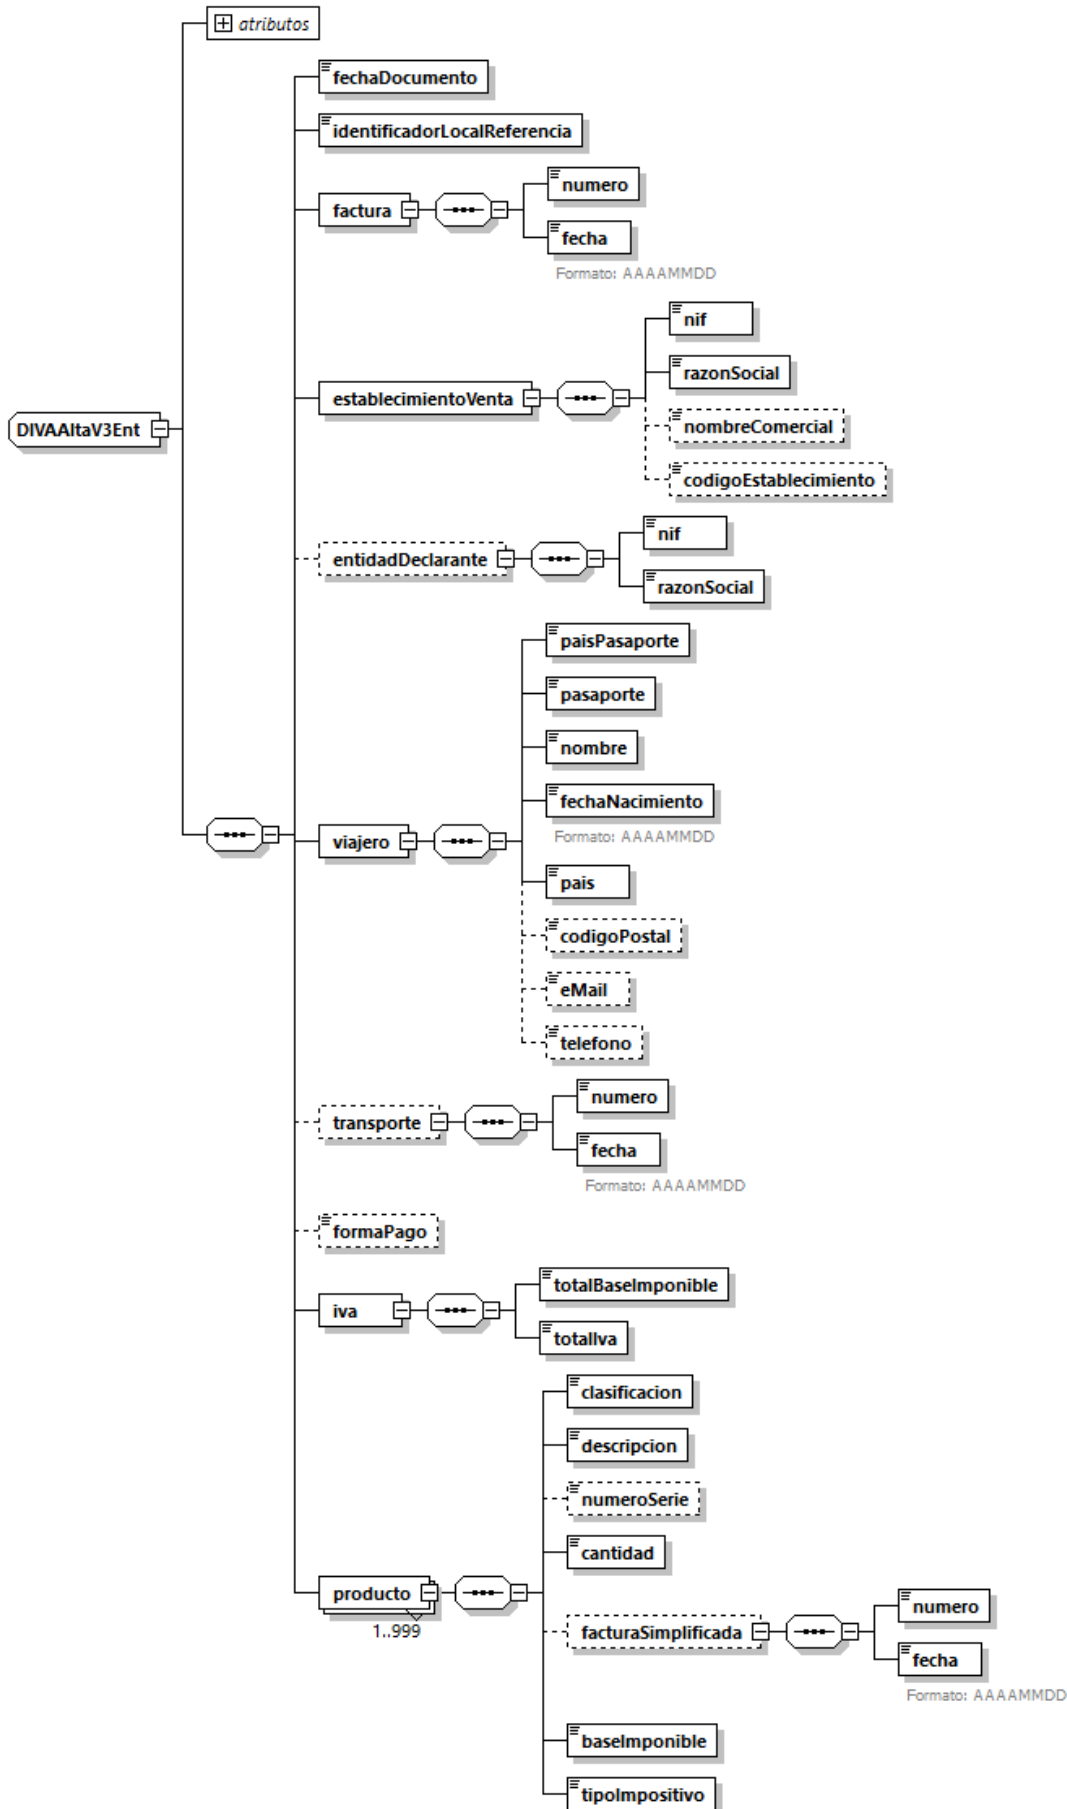 atributos
fechaDocumento
identificadorLocalReferencia
numero
factura
fecha
Formato: AAAAMMDD
nif
razonSocial
establecimientoVenta
nombreComercial
DIVAAltaV3Ent
codigoEstablecimiento
nif
entidadDeclarante
razonSocial
paisPasaporte
pasaporte
nombre
fechaNacimiento
Formato: AAAAMMDD
viajero
pais
codigoPostal
eMail
telefono
numero
transporte
fecha
Formato: AAAAMMDD
formaPago
totalBaseImponible
iva
totalIva
clasificacion
descripcion
numeroSerie
cantidad
producto
1..999
numero
facturaSimplificada
fecha
Formato: AAAAMMDD
baseImponible
tipoImpositivo